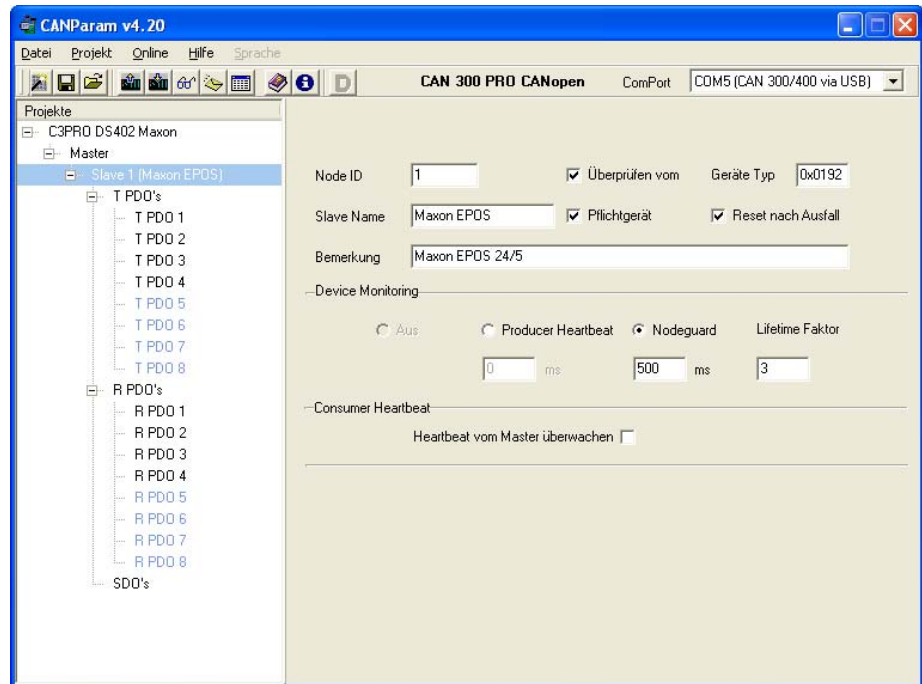 CANParam v4.20
Datei Projekt Online Hilfe Sprache
D CAN 300 PRO CANopen ComPort COM5 (CAN 300/400 via USB)
Projekte
C3PRO DS402 Maxon
Master
Slave 1 (Maxon EPOS)
T PDO's
T PDO 1
T PDO 2
T PDO 3
T PDO 4
T PDO 5
T PDO 6
T PDO 7
T PDO 8
R PDO's
R PDO 1
R PDO 2
R PDO 3
R PDO 4
R PDO 5
R PDO 6
R PDO 7
R PDO 8
SDO's
Node ID 1 Überprüfen vom Geräte Typ 0x0192
Slave Name Maxon EPOS Pflichtgerät Reset nach Ausfall
Bemerkung Maxon EPOS 24/5
Device Monitoring
Aus Producer Heartbeat Nodeguard Lifetime Faktor
0 ms 500 ms 3
Consumer Heartbeat
Heartbeat vom Master überwachen